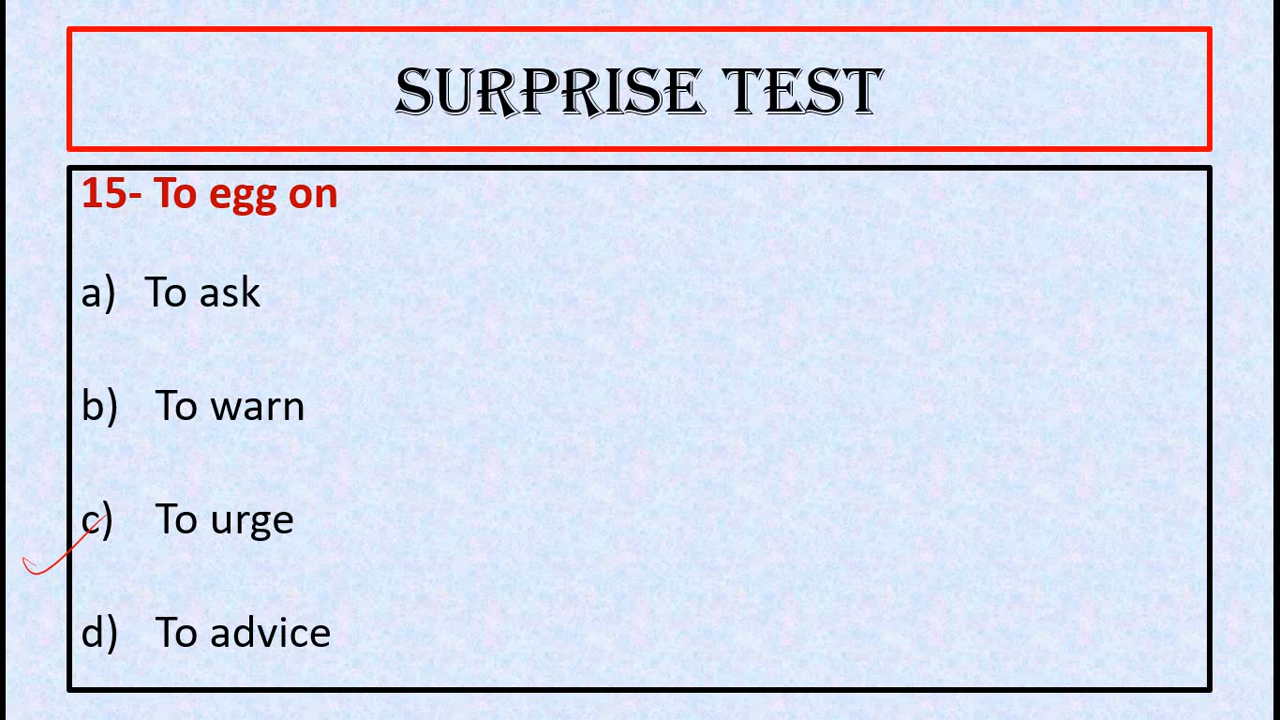 SURPRISE TEST
15- To egg on
a) To ask
b) To warn
c) To urge
d) To advice